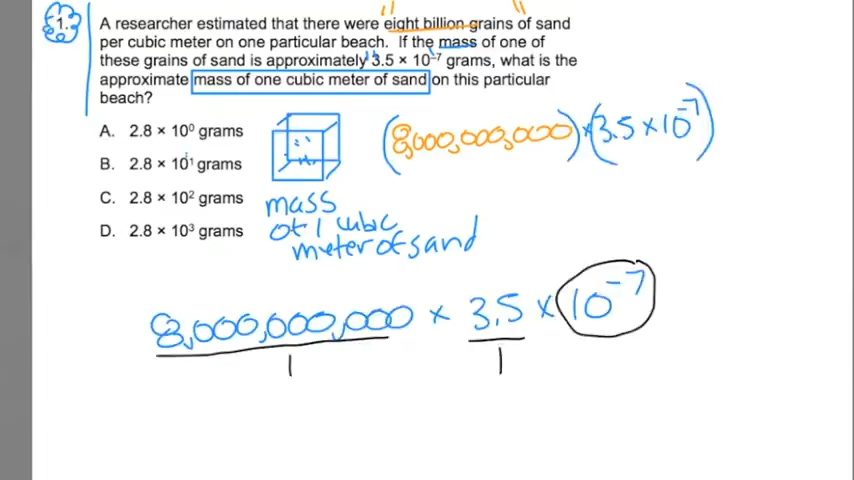 1. A researcher estimated that there were eight billion grains of sand
per cubic meter on one particular beach. If the mass of one of
these grains of sand is approximately 3.5 × 10⁻⁷ grams, what is the
approximate mass of one cubic meter of sand on this particular
beach?
A. 2.8 × 10⁰ grams
B. 2.8 × 10¹ grams
C. 2.8 × 10² grams
D. 2.8 × 10³ grams
(8,000,000,000) × (3.5 × 10⁻⁷)
mass
of 1 cubic
meter of sand
8,000,000,000 × 3.5 × 10⁻⁷
1 1